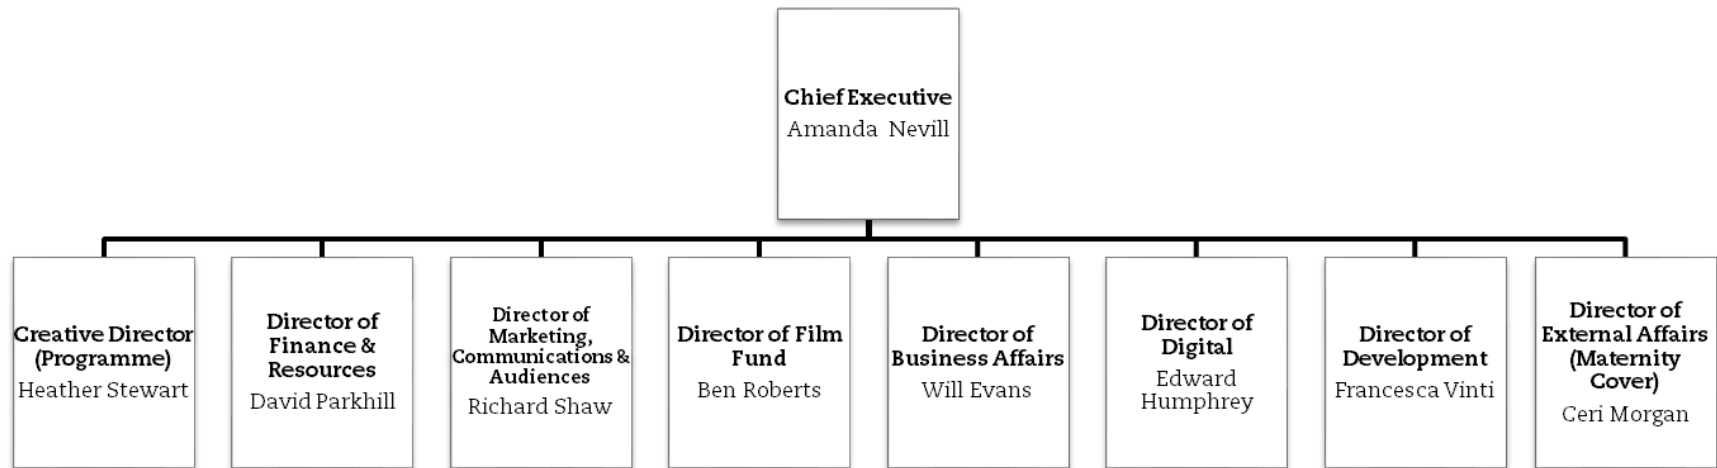 Chief Executive
Amanda Nevill
Creative Director
(Programme)
Heather Stewart
Director of
Finance &
Resources
David Parkhill
Director of
Marketing,
Communications &
Audiences
Richard Shaw
Director of Film
Fund
Ben Roberts
Director of
Business Affairs
Will Evans
Director of
Digital
Edward
Humphrey
Director of
Development
Francesca Vinti
Director of
External Affairs
(Maternity
Cover)
Ceri Morgan